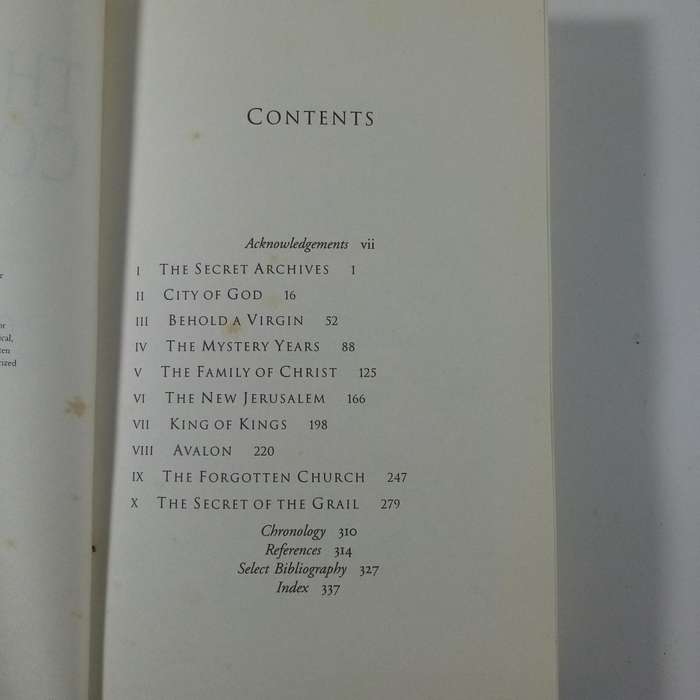 CONTENTS
Acknowledgements vii
I THE SECRET ARCHIVES 1
II CITY OF GOD 16
III BEHOLD A VIRGIN 52
IV THE MYSTERY YEARS 88
V THE FAMILY OF CHRIST 125
VI THE NEW JERUSALEM 166
VII KING OF KINGS 198
VIII AVALON 220
IX THE FORGOTTEN CHURCH 247
X THE SECRET OF THE GRAIL 279
Chronology 310
References 314
Select Bibliography 327
Index 337